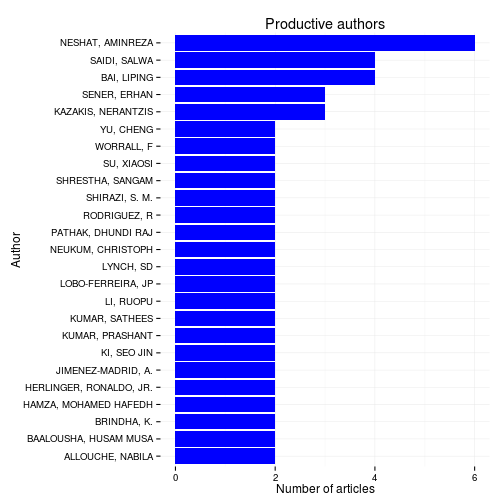 Productive authors
NESHAT, AMINREZA
SAIDI, SALWA
BAI, LIPING
SENER, ERHAN
KAZAKIS, NERANTZIS
YU, CHENG
WORRALL, F
SU, XIAOSI
SHRESTHA, SANGAM
SHIRAZI, S. M.
RODRIGUEZ, R
PATHAK, DHUNDI RAJ
NEUKUM, CHRISTOPH
LYNCH, SD
LOBO-FERREIRA, JP
LI, RUOPU
KUMAR, SATHEES
KUMAR, PRASHANT
KI, SEO JIN
JIMENEZ-MADRID, A.
HERLINGER, RONALDO, JR.
HAMZA, MOHAMED HAFEDH
BRINDHA, K.
BAALOUSHA, HUSAM MUSA
ALLOUCHE, NABILA
Author
0 2 4 6
Number of articles